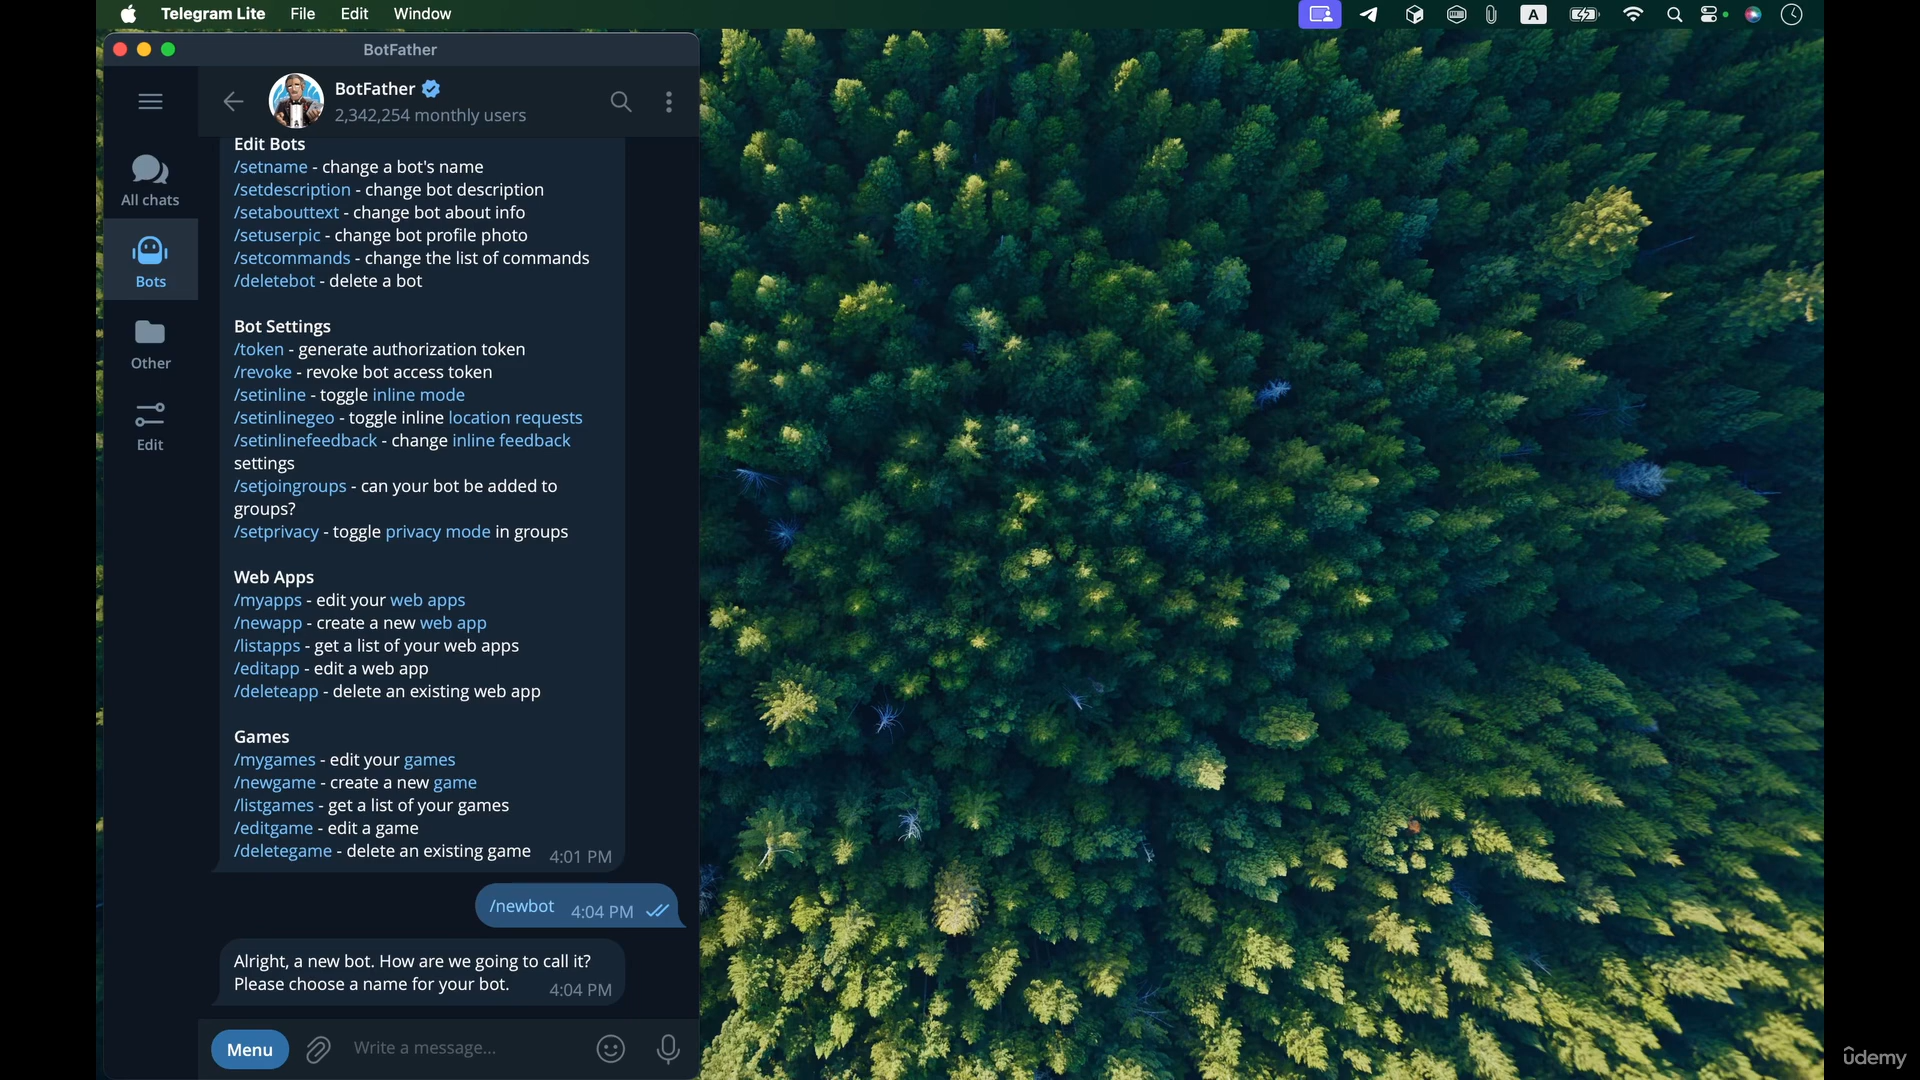 Telegram Lite File Edit Window
A
BotFather
BotFather
2,342,254 monthly users
All chats
Bots
Other
Edit
Edit Bots
/setname - change a bot's name
/setdescription - change bot description
/setabouttext - change bot about info
/setuserpic - change bot profile photo
/setcommands - change the list of commands
/deletebot - delete a bot
Bot Settings
/token - generate authorization token
/revoke - revoke bot access token
/setinline - toggle inline mode
/setinlinegeo - toggle inline location requests
/setinlinefeedback - change inline feedback
settings
/setjoingroups - can your bot be added to
groups?
/setprivacy - toggle privacy mode in groups
Web Apps
/myapps - edit your web apps
/newapp - create a new web app
/listapps - get a list of your web apps
/editapp - edit a web app
/deleteapp - delete an existing web app
Games
/mygames - edit your games
/newgame - create a new game
/listgames - get a list of your games
/editgame - edit a game
/deletegame - delete an existing game 4:01 PM
/newbot 4:04 PM
Alright, a new bot. How are we going to call it?
Please choose a name for your bot. 4:04 PM
Menu Write a message...
udemy